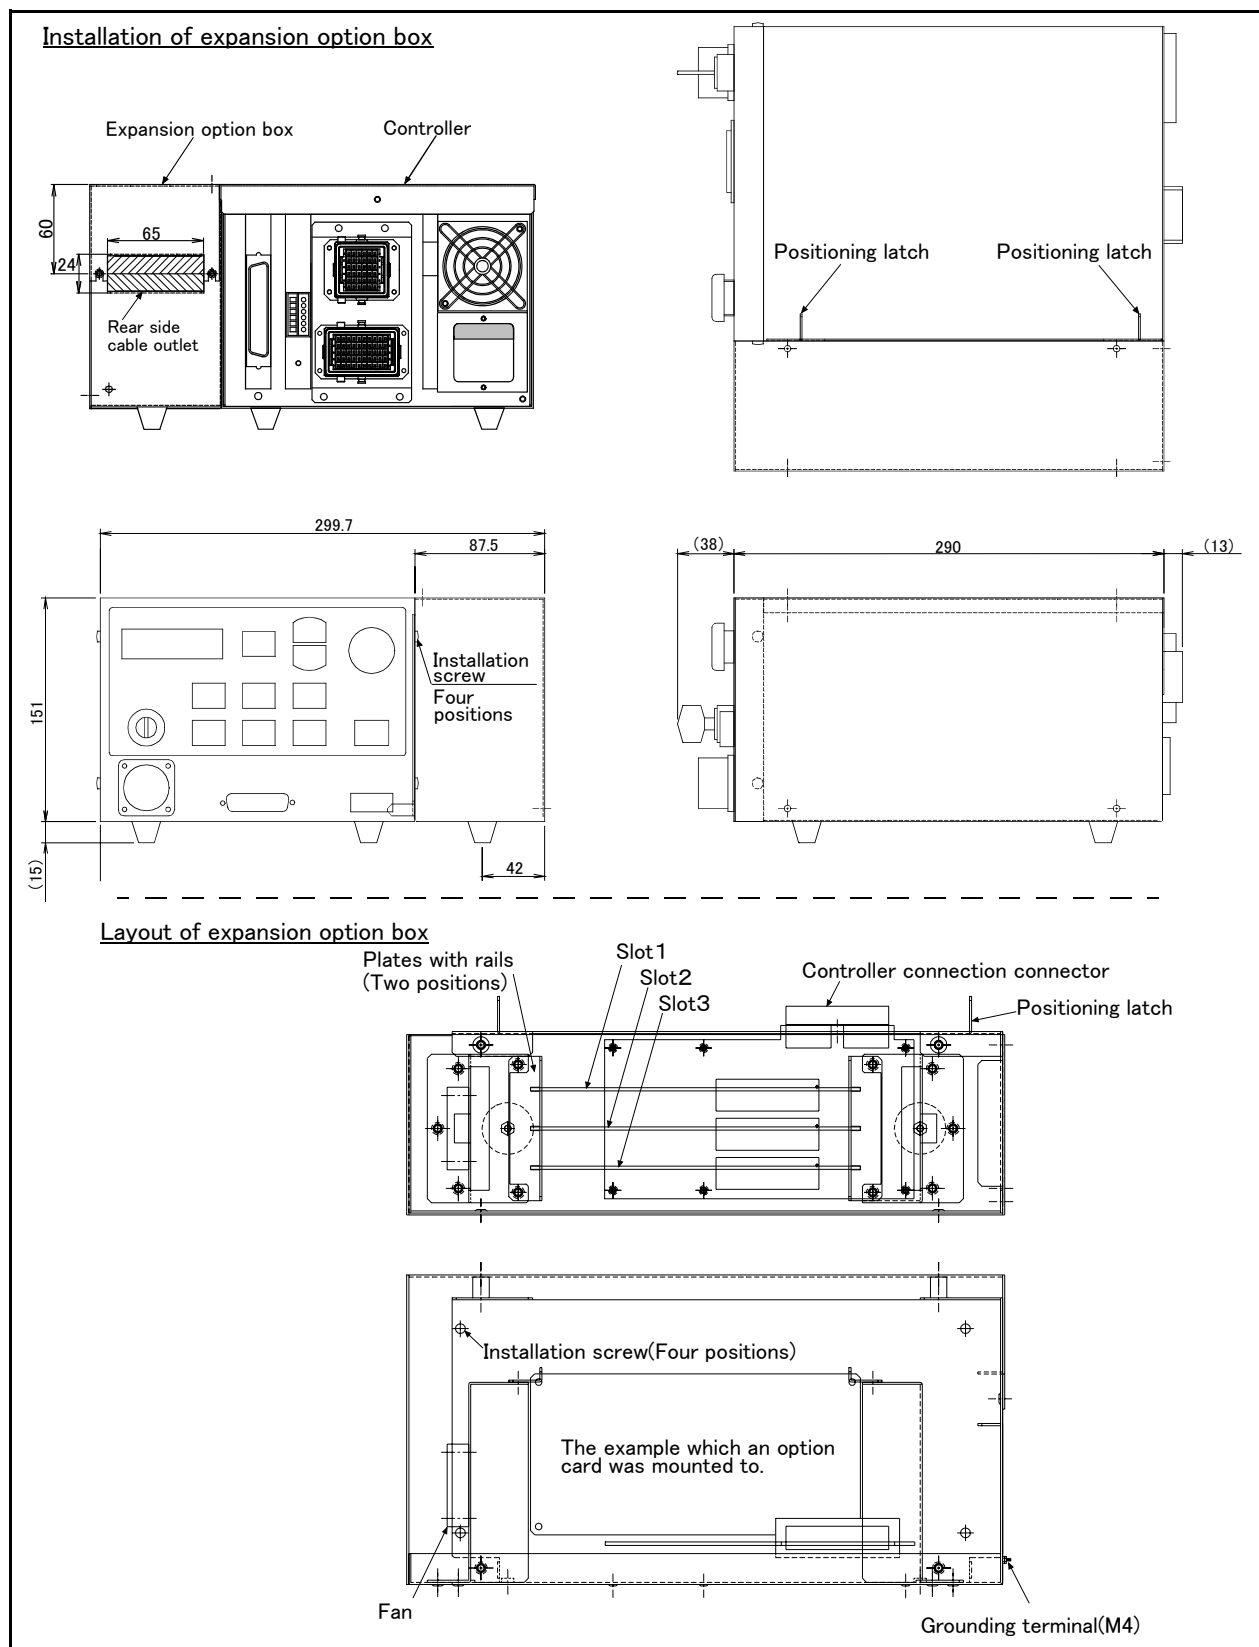 Installation of expansion option box
Expansion option box
Controller
60
65
24
Rear side
cable outlet
Positioning latch
Positioning latch
299.7
87.5
(38)
290
(13)
151
Installation
screw
Four
positions
(15)
42
Layout of expansion option box
Plates with rails
(Two positions)
Slot1
Slot2
Slot3
Controller connection connector
Positioning latch
Installation screw(Four positions)
The example which an option
card was mounted to.
Fan
Grounding terminal(M4)